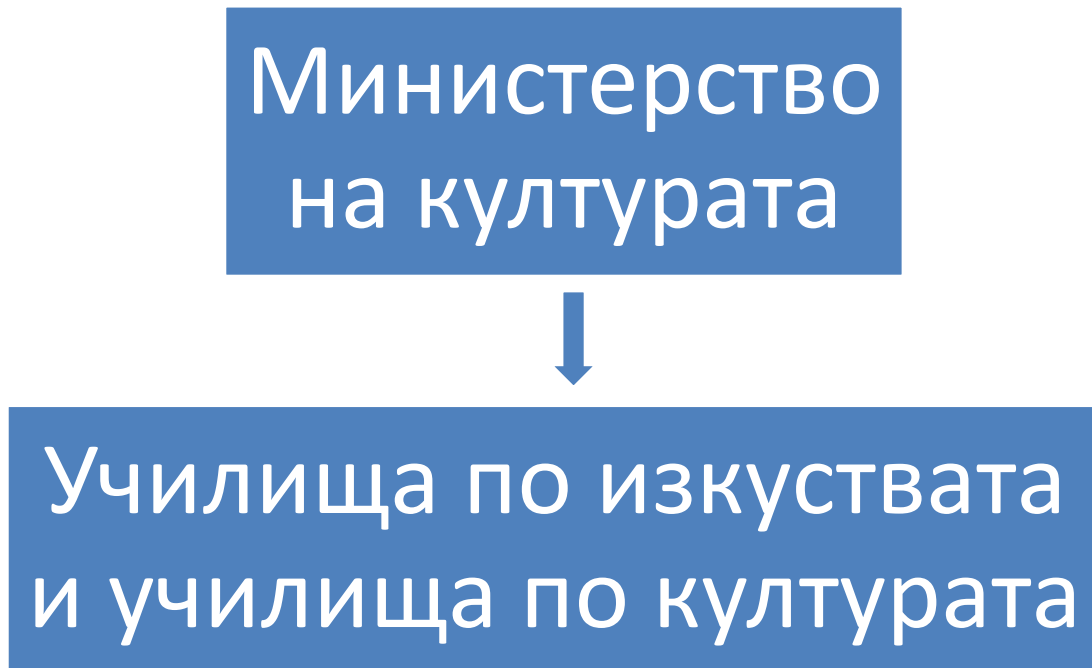 Министерство
на културата
Училища по изкуствата
и училища по културата